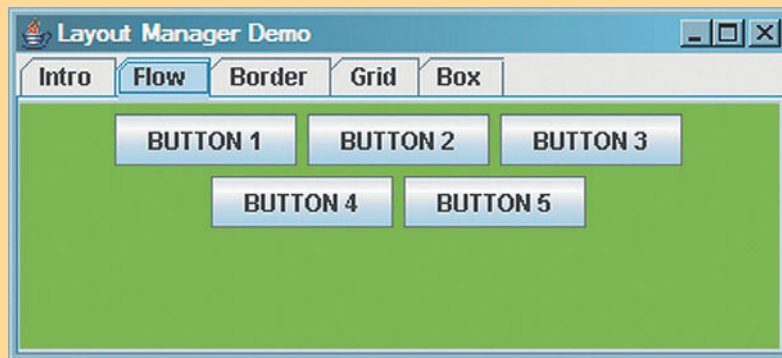 Layout Manager Demo
Intro Flow Border Grid Box
BUTTON 1 BUTTON 2 BUTTON 3
BUTTON 4 BUTTON 5